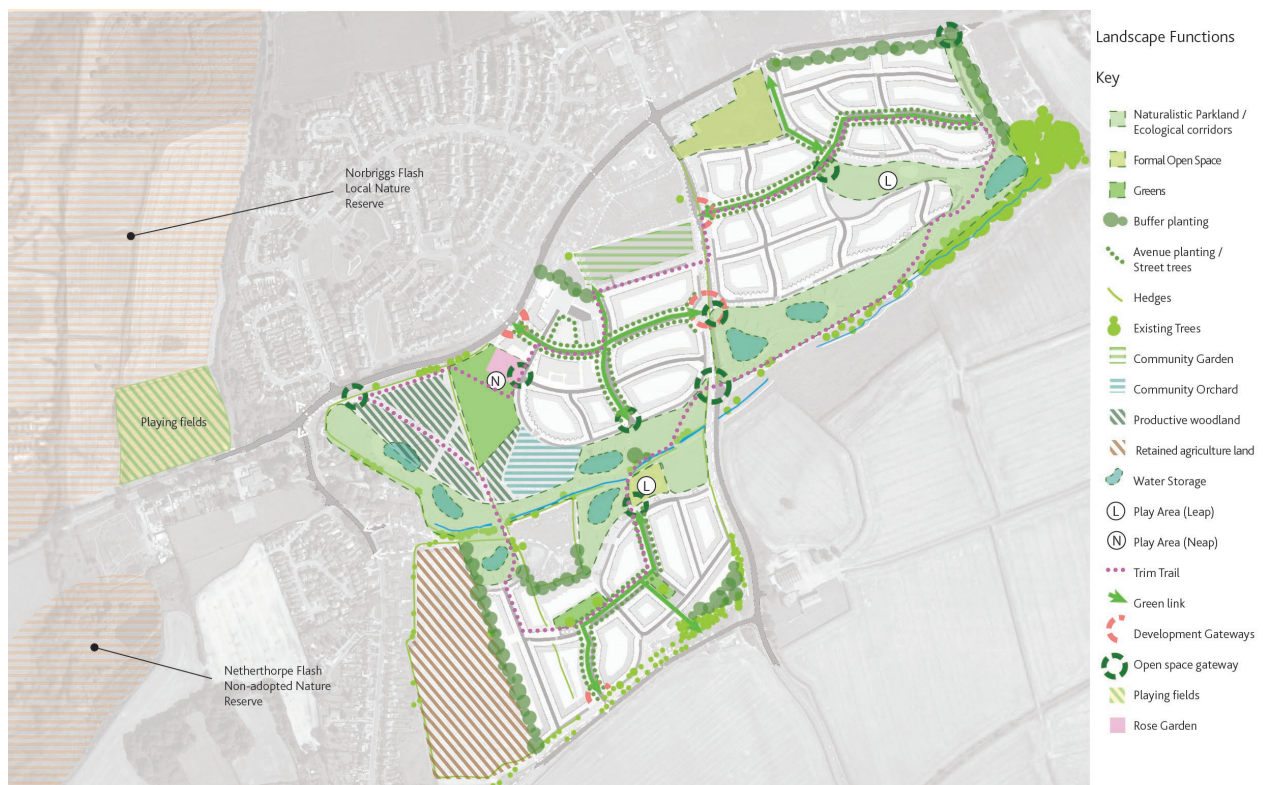 Landscape Functions
Key
Naturalistic Parkland /
Ecological corridors
Formal Open Space
Greens
Buffer planting
Avenue planting /
Street trees
Hedges
Existing Trees
Community Garden
Community Orchard
Productive woodland
Retained agriculture land
Water Storage
L Play Area (Leap)
N Play Area (Neap)
Trim Trail
Green link
Development Gateways
Open space gateway
Playing fields
Rose Garden
Norbriggs Flash
Local Nature
Reserve
L
N
Playing fields
L
Netherthorpe Flash
Non-adopted Nature
Reserve